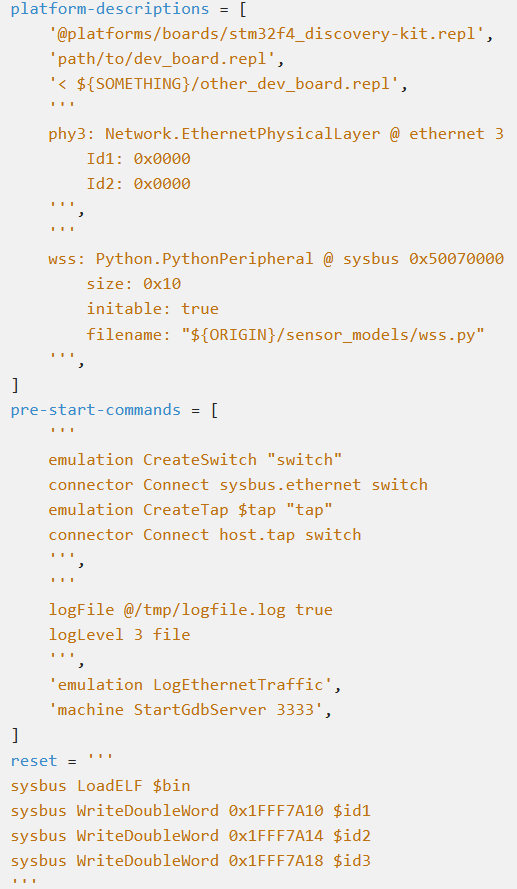 platform-descriptions = [
    '@platforms/boards/stm32f4_discovery-kit.repl',
    'path/to/dev_board.repl',
    '< ${SOMETHING}/other_dev_board.repl',
    '''
    phy3: Network.EthernetPhysicalLayer @ ethernet 3
        Id1: 0x0000
        Id2: 0x0000
    ''',
    '''
    wss: Python.PythonPeripheral @ sysbus 0x50070000
        size: 0x10
        initable: true
        filename: "${ORIGIN}/sensor_models/wss.py"
    ''',
]
pre-start-commands = [
    '''
    emulation CreateSwitch "switch"
    connector Connect sysbus.ethernet switch
    emulation CreateTap $tap "tap"
    connector Connect host.tap switch
    ''',
    '''
    logFile @/tmp/logfile.log true
    logLevel 3 file
    ''',
    'emulation LogEthernetTraffic',
    'machine StartGdbServer 3333',
]
reset = '''
sysbus LoadELF $bin
sysbus WriteDoubleWord 0x1FFF7A10 $id1
sysbus WriteDoubleWord 0x1FFF7A14 $id2
sysbus WriteDoubleWord 0x1FFF7A18 $id3
'''